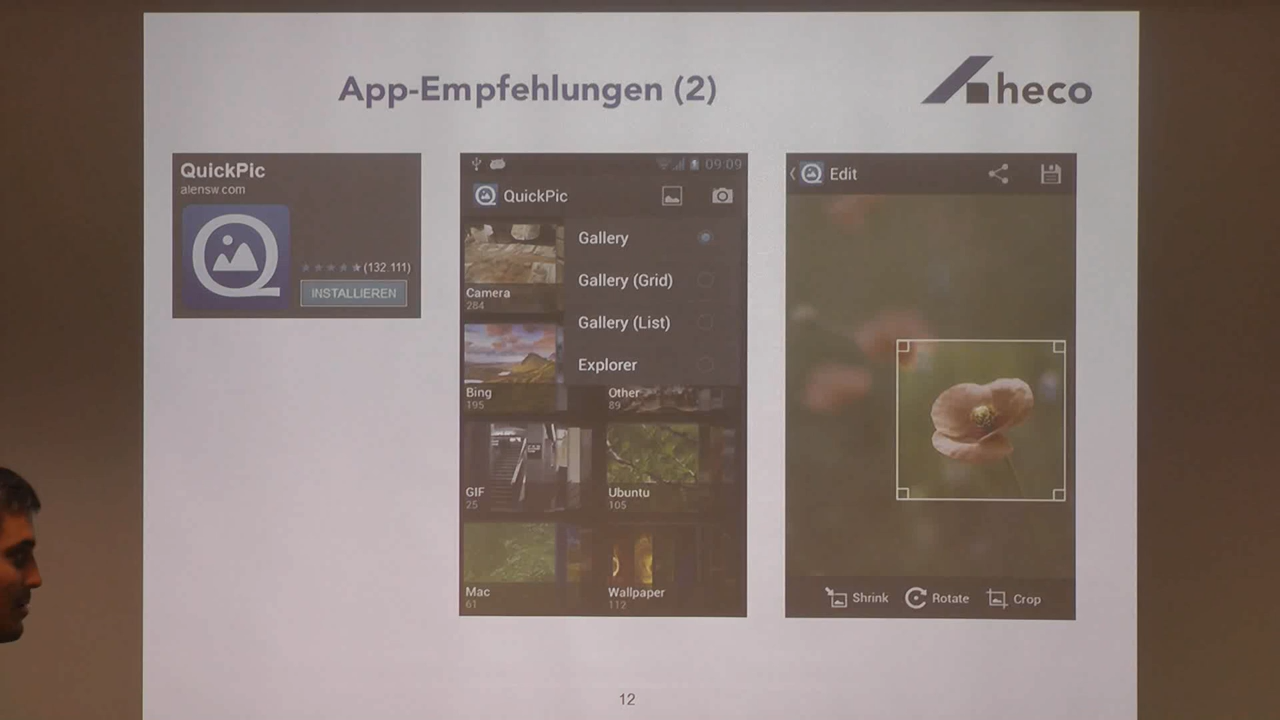 App-Empfehlungen (2)
heco
QuickPic
alensw.com
(132.111)
INSTALLIEREN
09:09
QuickPic
Gallery
Gallery (Grid)
Gallery (List)
Explorer
Camera
284
Bing
195
Other
89
GIF
25
Ubuntu
105
Mac
61
Wallpaper
112
Edit
Shrink
Rotate
Crop
12